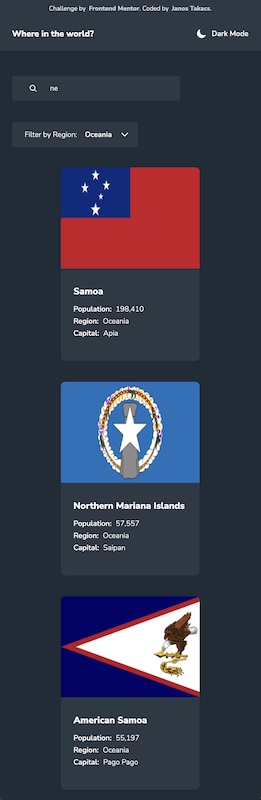 Challenge by Frontend Mentor. Coded by Janos Takacs.
Where in the world?
Dark Mode
ne
Filter by Region: Oceania
Samoa
Population: 198,410
Region: Oceania
Capital: Apia
Northern Mariana Islands
Population: 57,557
Region: Oceania
Capital: Saipan
American Samoa
Population: 55,197
Region: Oceania
Capital: Pago Pago